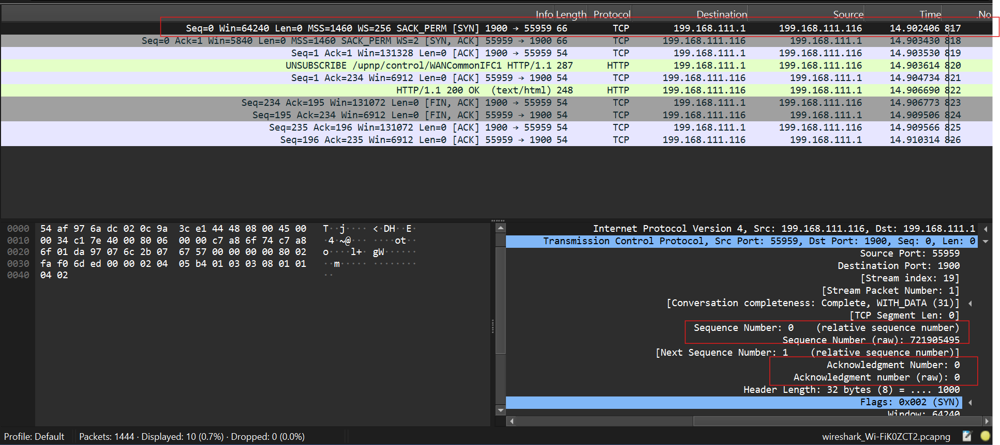 Info Length Protocol Destination Source Time .No
Seq=0 Win=64240 Len=0 MSS=1460 WS=256 SACK_PERM [SYN] 1900 → 55959 66 TCP 199.168.111.1 199.168.111.116 14.902406 817
Seq=0 Ack=1 Win=5840 Len=0 MSS=1460 SACK_PERM WS=2 [SYN, ACK] 55959 → 1900 66 TCP 199.168.111.116 199.168.111.1 14.903430 818
Seq=1 Ack=1 Win=131328 Len=0 [ACK] 1900 → 55959 54 TCP 199.168.111.1 199.168.111.116 14.903530 819
UNSUBSCRIBE /upnp/control/WANCommonIFC1 HTTP/1.1 287 HTTP 199.168.111.1 199.168.111.116 14.903614 820
Seq=1 Ack=234 Win=6912 Len=0 [ACK] 55959 → 1900 54 TCP 199.168.111.116 199.168.111.1 14.904734 821
HTTP/1.1 200 OK (text/html) 248 HTTP 199.168.111.116 199.168.111.1 14.906690 822
Seq=234 Ack=195 Win=131072 Len=0 [FIN, ACK] 1900 → 55959 54 TCP 199.168.111.1 199.168.111.116 14.906773 823
Seq=195 Ack=234 Win=6912 Len=0 [FIN, ACK] 55959 → 1900 54 TCP 199.168.111.116 199.168.111.1 14.909506 824
Seq=235 Ack=196 Win=131072 Len=0 [ACK] 1900 → 55959 54 TCP 199.168.111.1 199.168.111.116 14.909566 825
Seq=196 Ack=235 Win=6912 Len=0 [ACK] 55959 → 1900 54 TCP 199.168.111.116 199.168.111.1 14.910314 826
0000 54 af 97 6a dc 02 0c 9a 3c e1 44 48 08 00 45 00 T··j···· <·DH··E·
0010 00 34 c1 7e 40 00 80 06 00 00 c7 a8 6f 74 c7 a8 ·4·~@··· ····ot··
0020 6f 01 da 97 07 6c 2b 07 67 57 00 00 00 00 80 02 o····l+· gW······
0030 fa f0 6d ed 00 00 02 04 05 b4 01 03 03 08 01 01 ··m····· ········
0040 04 02 ··
Internet Protocol Version 4, Src: 199.168.111.116, Dst: 199.168.111.1
Transmission Control Protocol, Src Port: 55959, Dst Port: 1900, Seq: 0, Len: 0
Source Port: 55959
Destination Port: 1900
[Stream index: 19]
[Stream Packet Number: 1]
[Conversation completeness: Complete, WITH_DATA (31)]
[TCP Segment Len: 0]
Sequence Number: 0 (relative sequence number)
Sequence Number (raw): 721905495
[Next Sequence Number: 1 (relative sequence number)]
Acknowledgment Number: 0
Acknowledgment number (raw): 0
Header Length: 32 bytes (8) = .... 1000
Flags: 0x002 (SYN)
Window: 64240
Profile: Default Packets: 1444 · Displayed: 10 (0.7%) · Dropped: 0 (0.0%) wireshark_Wi-FiK0ZCT2.pcapng